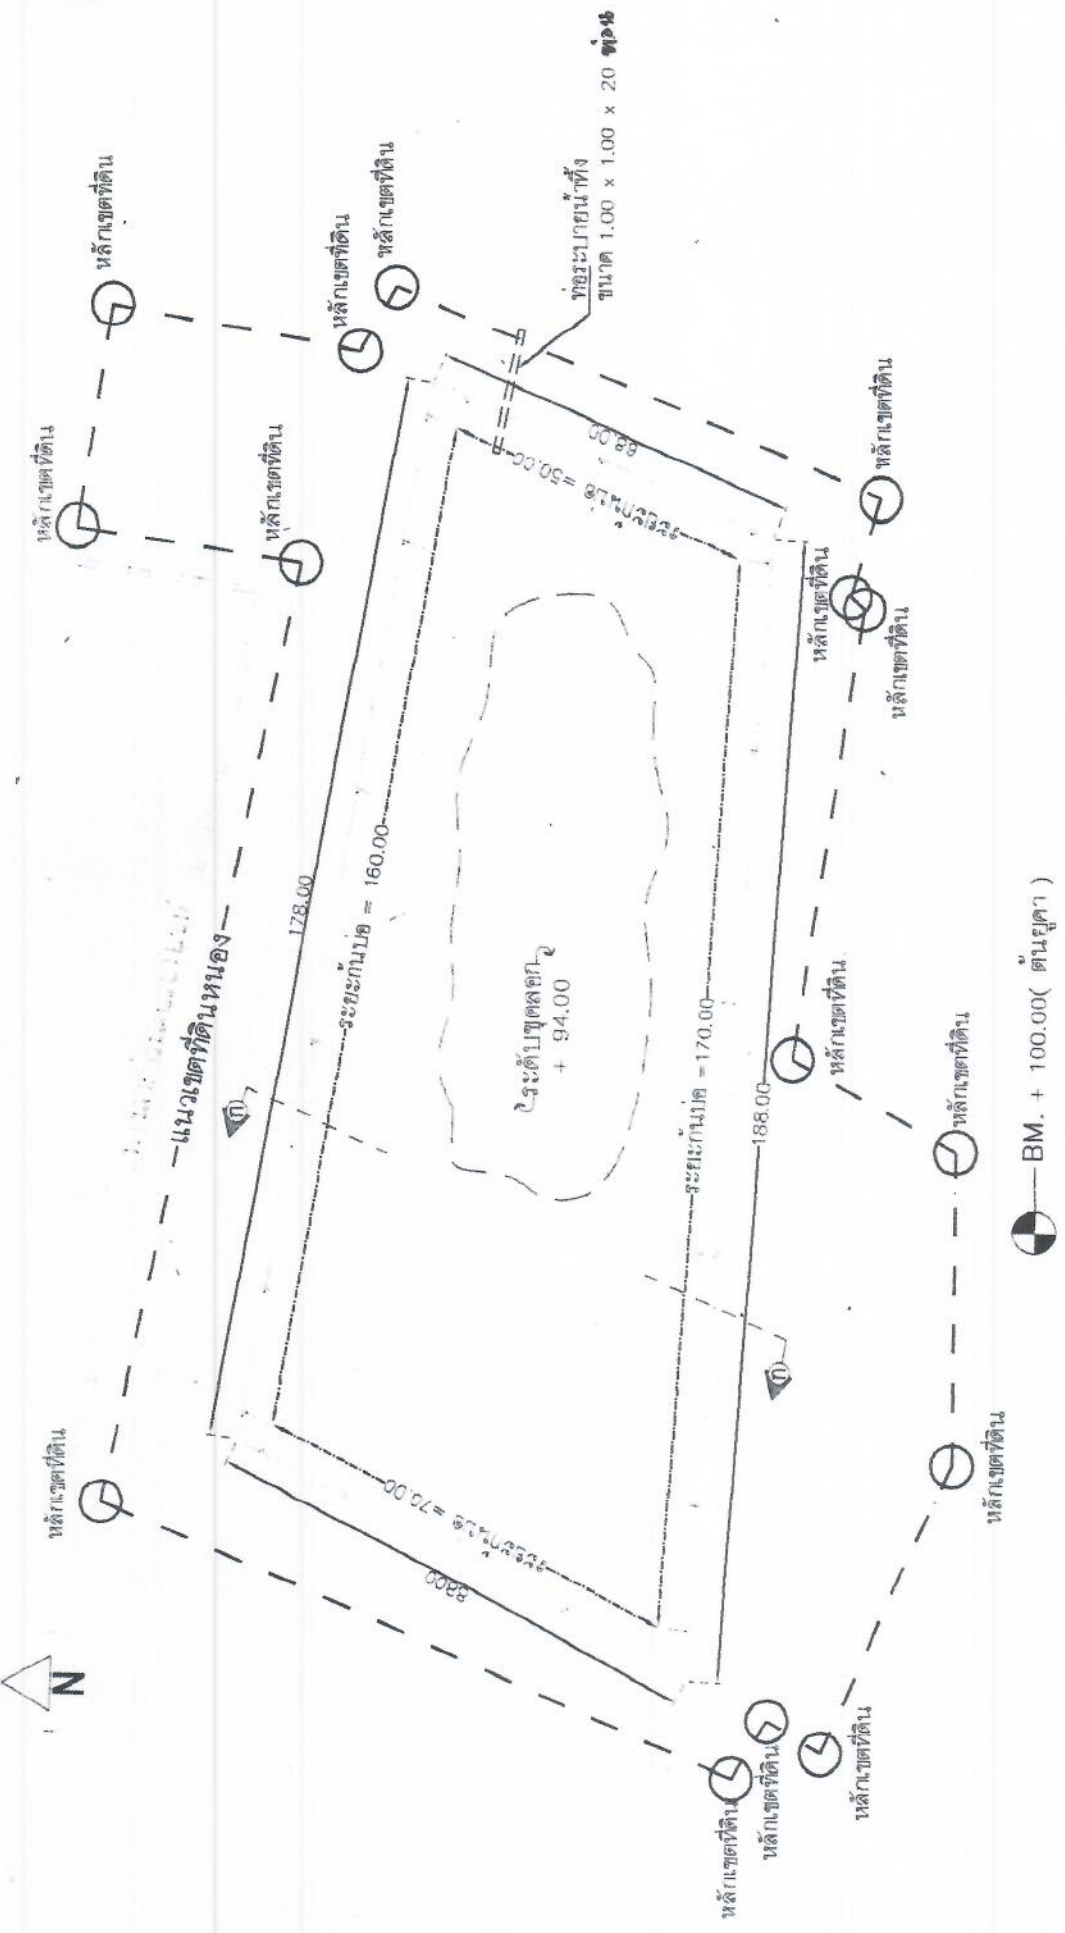 N
หลักเขตที่ดิน
หลักเขตที่ดิน
หลักเขตที่ดิน
หลักเขตที่ดิน
หลักเขตที่ดิน
หลักเขตที่ดิน
แนวเขตที่ดินหนอง
178.00
ระยะก้นบ่อ = 160.00
ก
ท่อระบายน้ำทิ้ง
ขนาด 1.00 x 1.00 x 20 ท่อน
68.00
ระยะก้นบ่อ =50.00
8800
ระยะก้นบ่อ =70.00
ระดับขุดลอก
+ 94.00
ระยะก้นบ่อ =170.00
188.00
ก
หลักเขตที่ดิน
หลักเขตที่ดิน
หลักเขตที่ดิน
หลักเขตที่ดิน
หลักเขตที่ดิน
หลักเขตที่ดิน
หลักเขตที่ดิน
หลักเขตที่ดิน
หลักเขตที่ดิน
BM. + 100.00( ต้นยูคา )